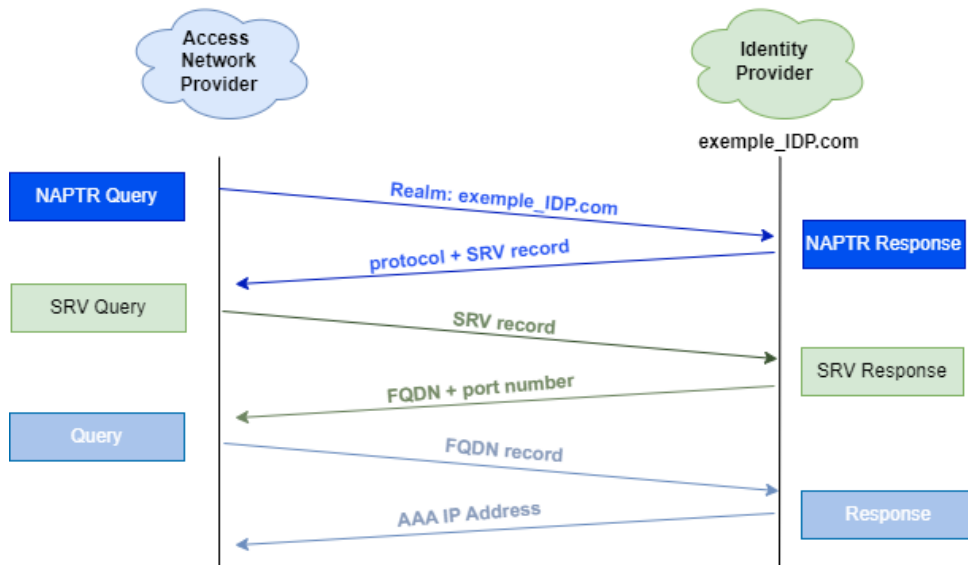 Access
Network
Provider
Identity
Provider
exemple_IDP.com
NAPTR Query
Realm: exemple_IDP.com
NAPTR Response
protocol + SRV record
SRV Query
SRV record
SRV Response
FQDN + port number
Query
FQDN record
Response
AAA IP Address